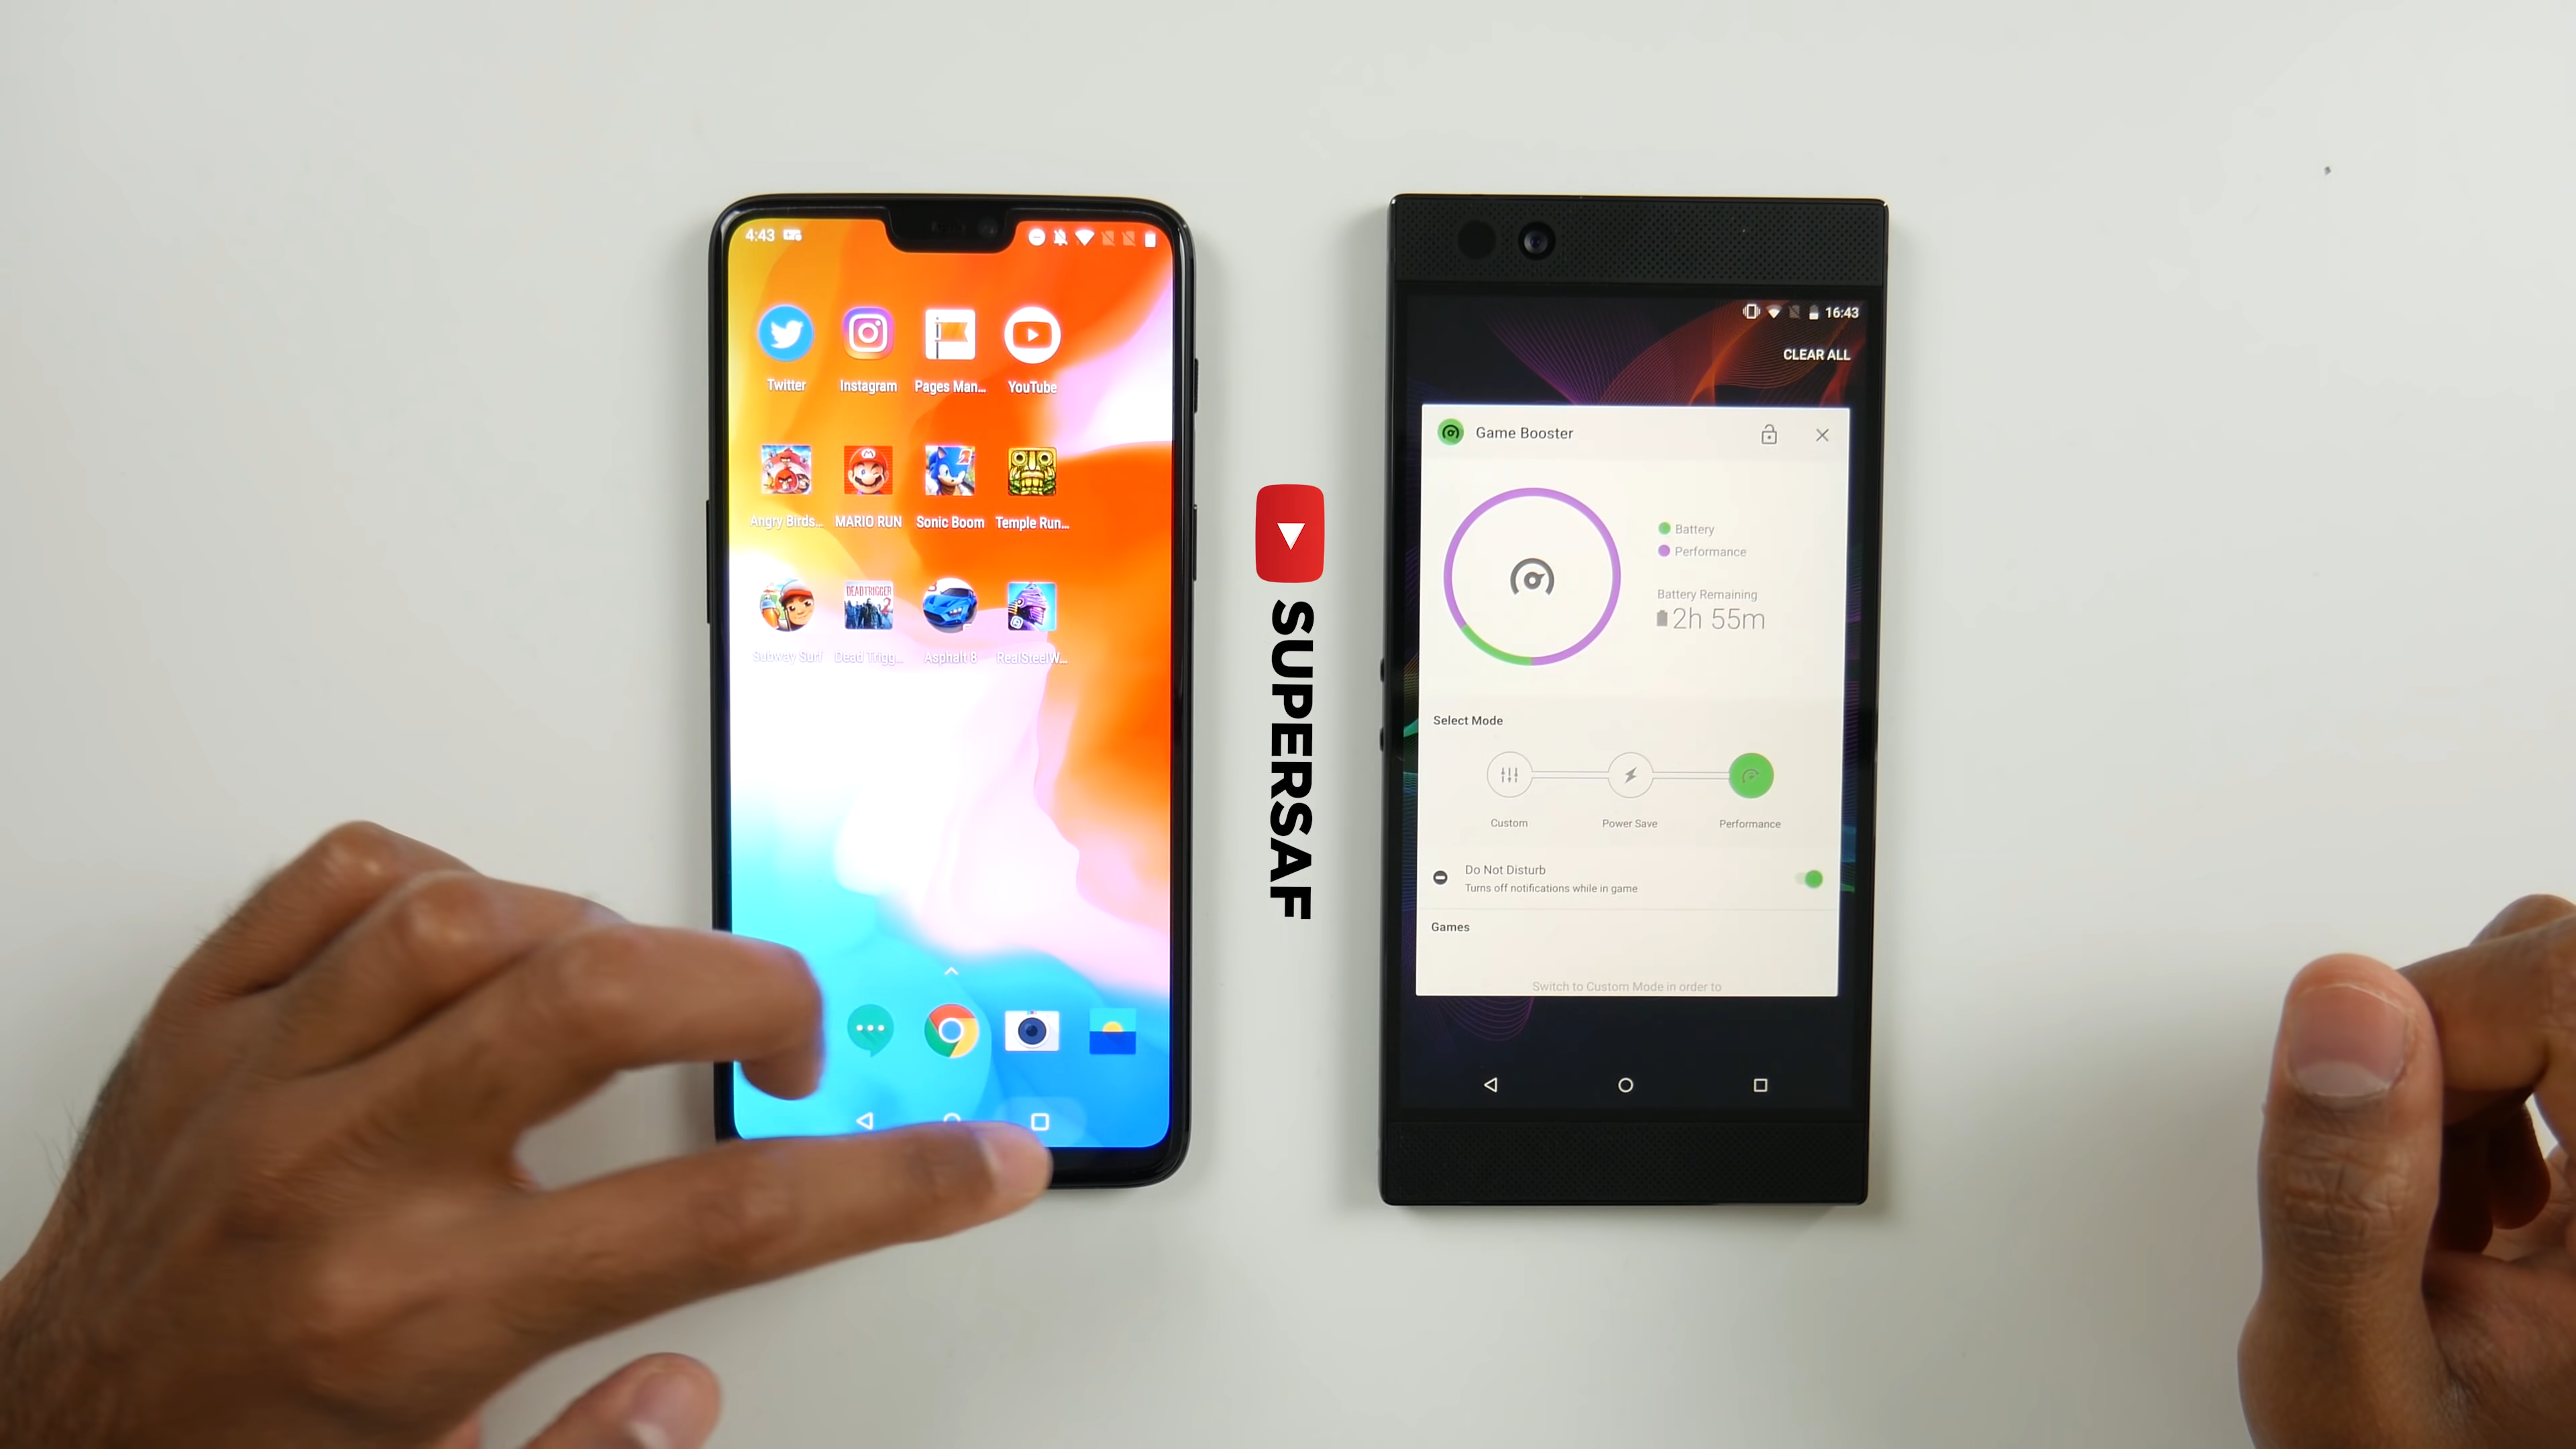 4:43
Twitter
Instagram
Pages Man...
YouTube
Angry Birds...
MARIO RUN
Sonic Boom
Temple Run...
Subway Surf
DEAD TRIGGER
Dead Trigg...
Asphalt 8
RealSteelW...
SUPERSAF
16:43
CLEAR ALL
Game Booster
Battery
Performance
Battery Remaining
2h 55m
Select Mode
Custom
Power Save
Performance
Do Not Disturb
Turns off notifications while in game
Games
Switch to Custom Mode in order to